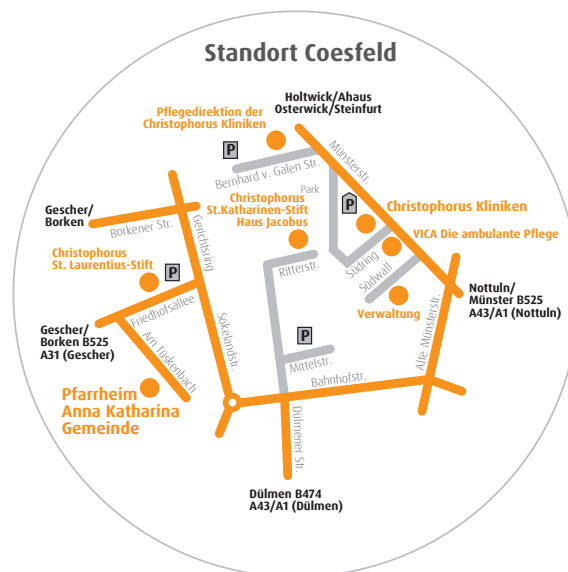 Standort Coesfeld
Holtwick/Ahaus
Osterwick/Steinfurt
Pflegedirektion der
Christophorus Kliniken
P
Bernhard v. Galen Str.
Münsterstr.
Park
P
Christophorus Kliniken
Christophorus
St.Katharinen-Stift
Haus Jacobus
VICA Die ambulante Pflege
Gescher/
Borken
Borkener Str.
Gerichtsring
Christophorus
St. Laurentius-Stift
P
Ritterstr.
Südring
Südwall
Verwaltung
Nottuln/
Münster B525
A43/A1 (Nottuln)
Friedhofsallee
Gescher/
Borken B525
A31 (Gescher)
Am Tüskenbach
Sökelandstr.
P
Mittelstr.
Alte Münsterstr.
Bahnhofstr.
Pfarrheim
Anna Katharina
Gemeinde
Dülmener Str.
Dülmen B474
A43/A1 (Dülmen)